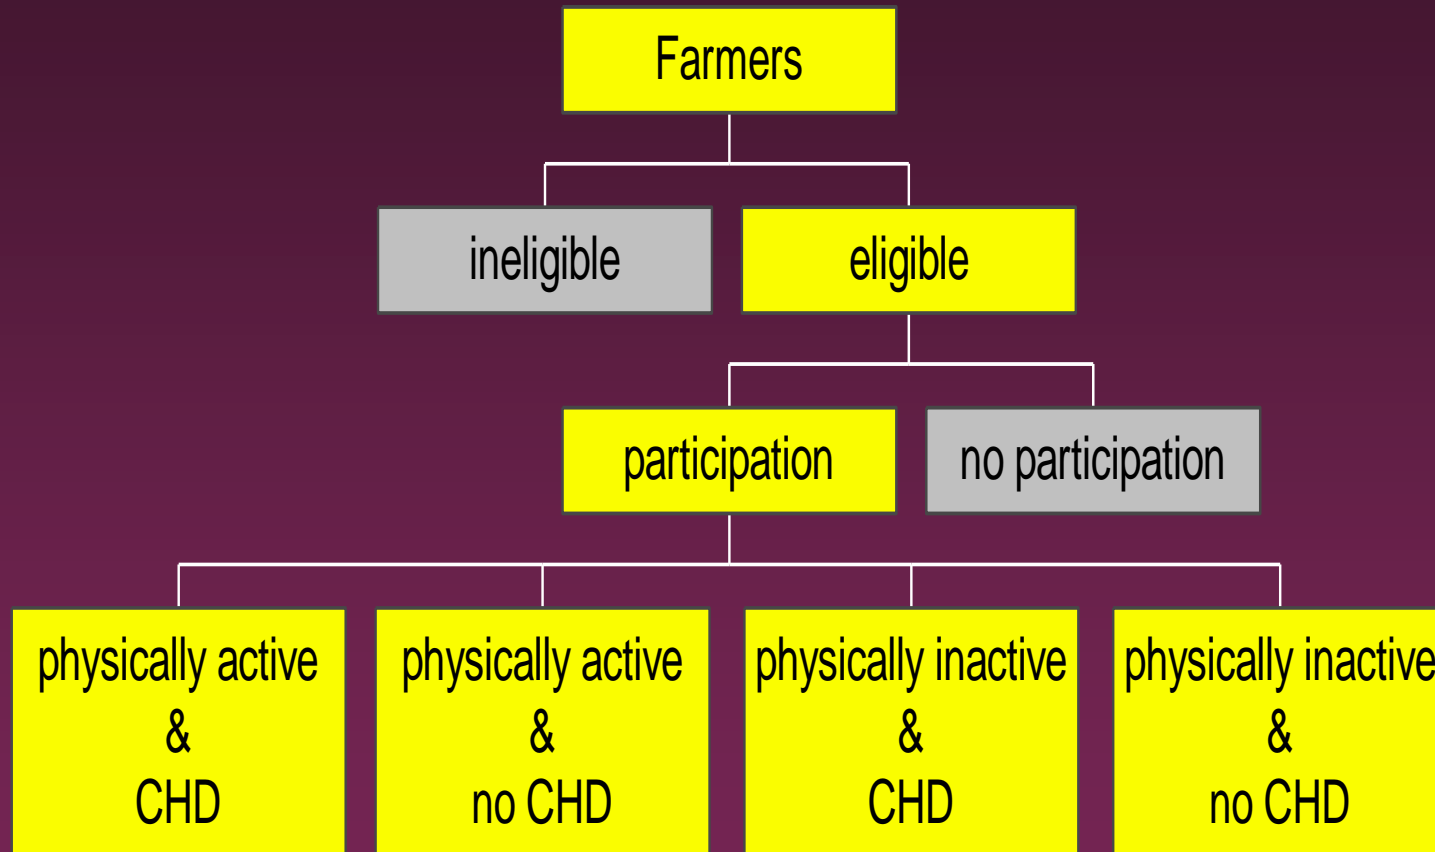 Farmers
ineligible
eligible
participation
no participation
physically active
&
CHD
physically active
&
no CHD
physically inactive
&
CHD
physically inactive
&
no CHD